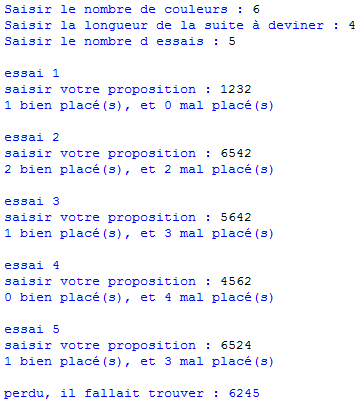 Saisir le nombre de couleurs : 6
Saisir la longueur de la suite à deviner : 4
Saisir le nombre d essais : 5
essai 1
saisir votre proposition : 1232
1 bien placé(s), et 0 mal placé(s)
essai 2
saisir votre proposition : 6542
2 bien placé(s), et 2 mal placé(s)
essai 3
saisir votre proposition : 5642
1 bien placé(s), et 3 mal placé(s)
essai 4
saisir votre proposition : 4562
0 bien placé(s), et 4 mal placé(s)
essai 5
saisir votre proposition : 6524
1 bien placé(s), et 3 mal placé(s)
perdu, il fallait trouver : 6245